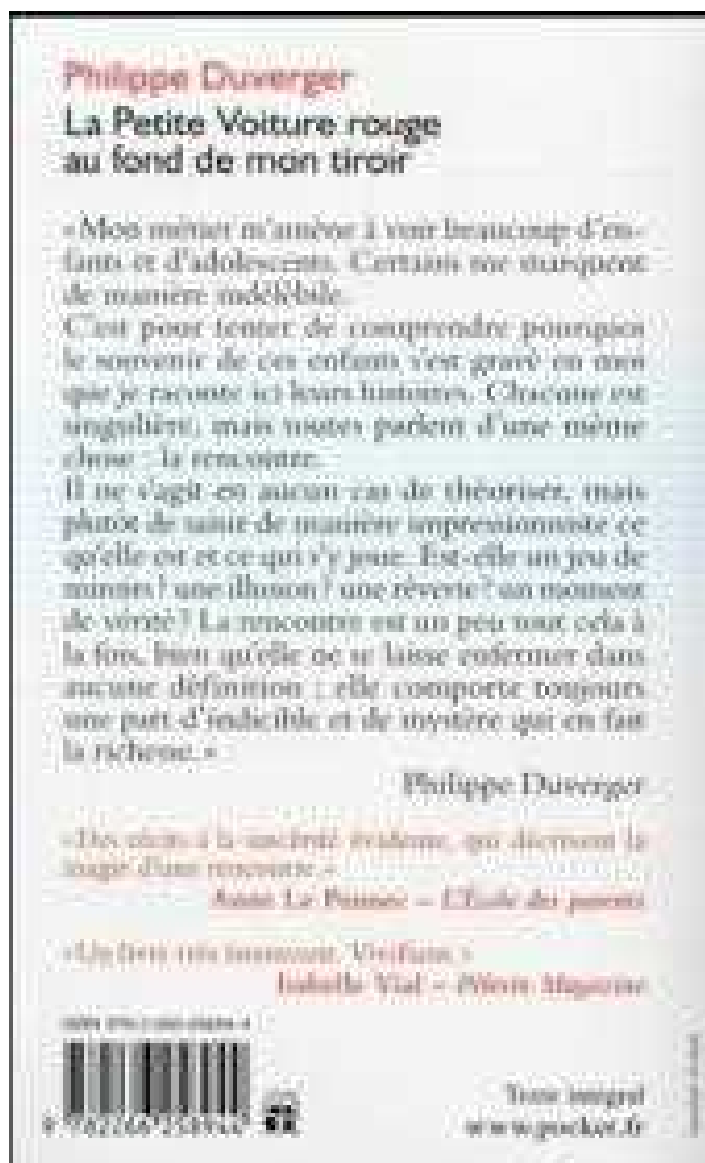 Philippe Duverger
La Petite Voiture rouge
au fond de mon tiroir
«Mon métier m'amène à voir beaucoup d'en-
fants et d'adolescents. Certains me marquent
de manière indélébile.
C'est pour tenter de comprendre pourquoi
le souvenir de ces enfants s'est gravé en moi
que je raconte ici leurs histoires. Chacune est
singulière, mais toutes parlent d'une même
chose : la rencontre.
Il ne s'agit en aucun cas de théoriser, mais
plutôt de saisir de manière impressionniste ce
qu'elle est et ce qui s'y joue. Est-elle un jeu de
miroirs ? une illusion ? une rêverie ? un moment
de vérité ? La rencontre est un peu tout cela à
la fois, bien qu'elle ne se laisse enfermer dans
aucune définition ; elle comporte toujours
une part d'indicible et de mystère qui en fait
la richesse.»
Philippe Duverger
«Des récits à la sincérité évidente, qui décrivent la
magie d'une rencontre.»
Anne Le Pennec – L'École des parents
«Un livre très émouvant. Vivifiant.»
Isabelle Vial – Pèlerin Magazine
9 782266 258944
Texte intégral
www.pocket.fr